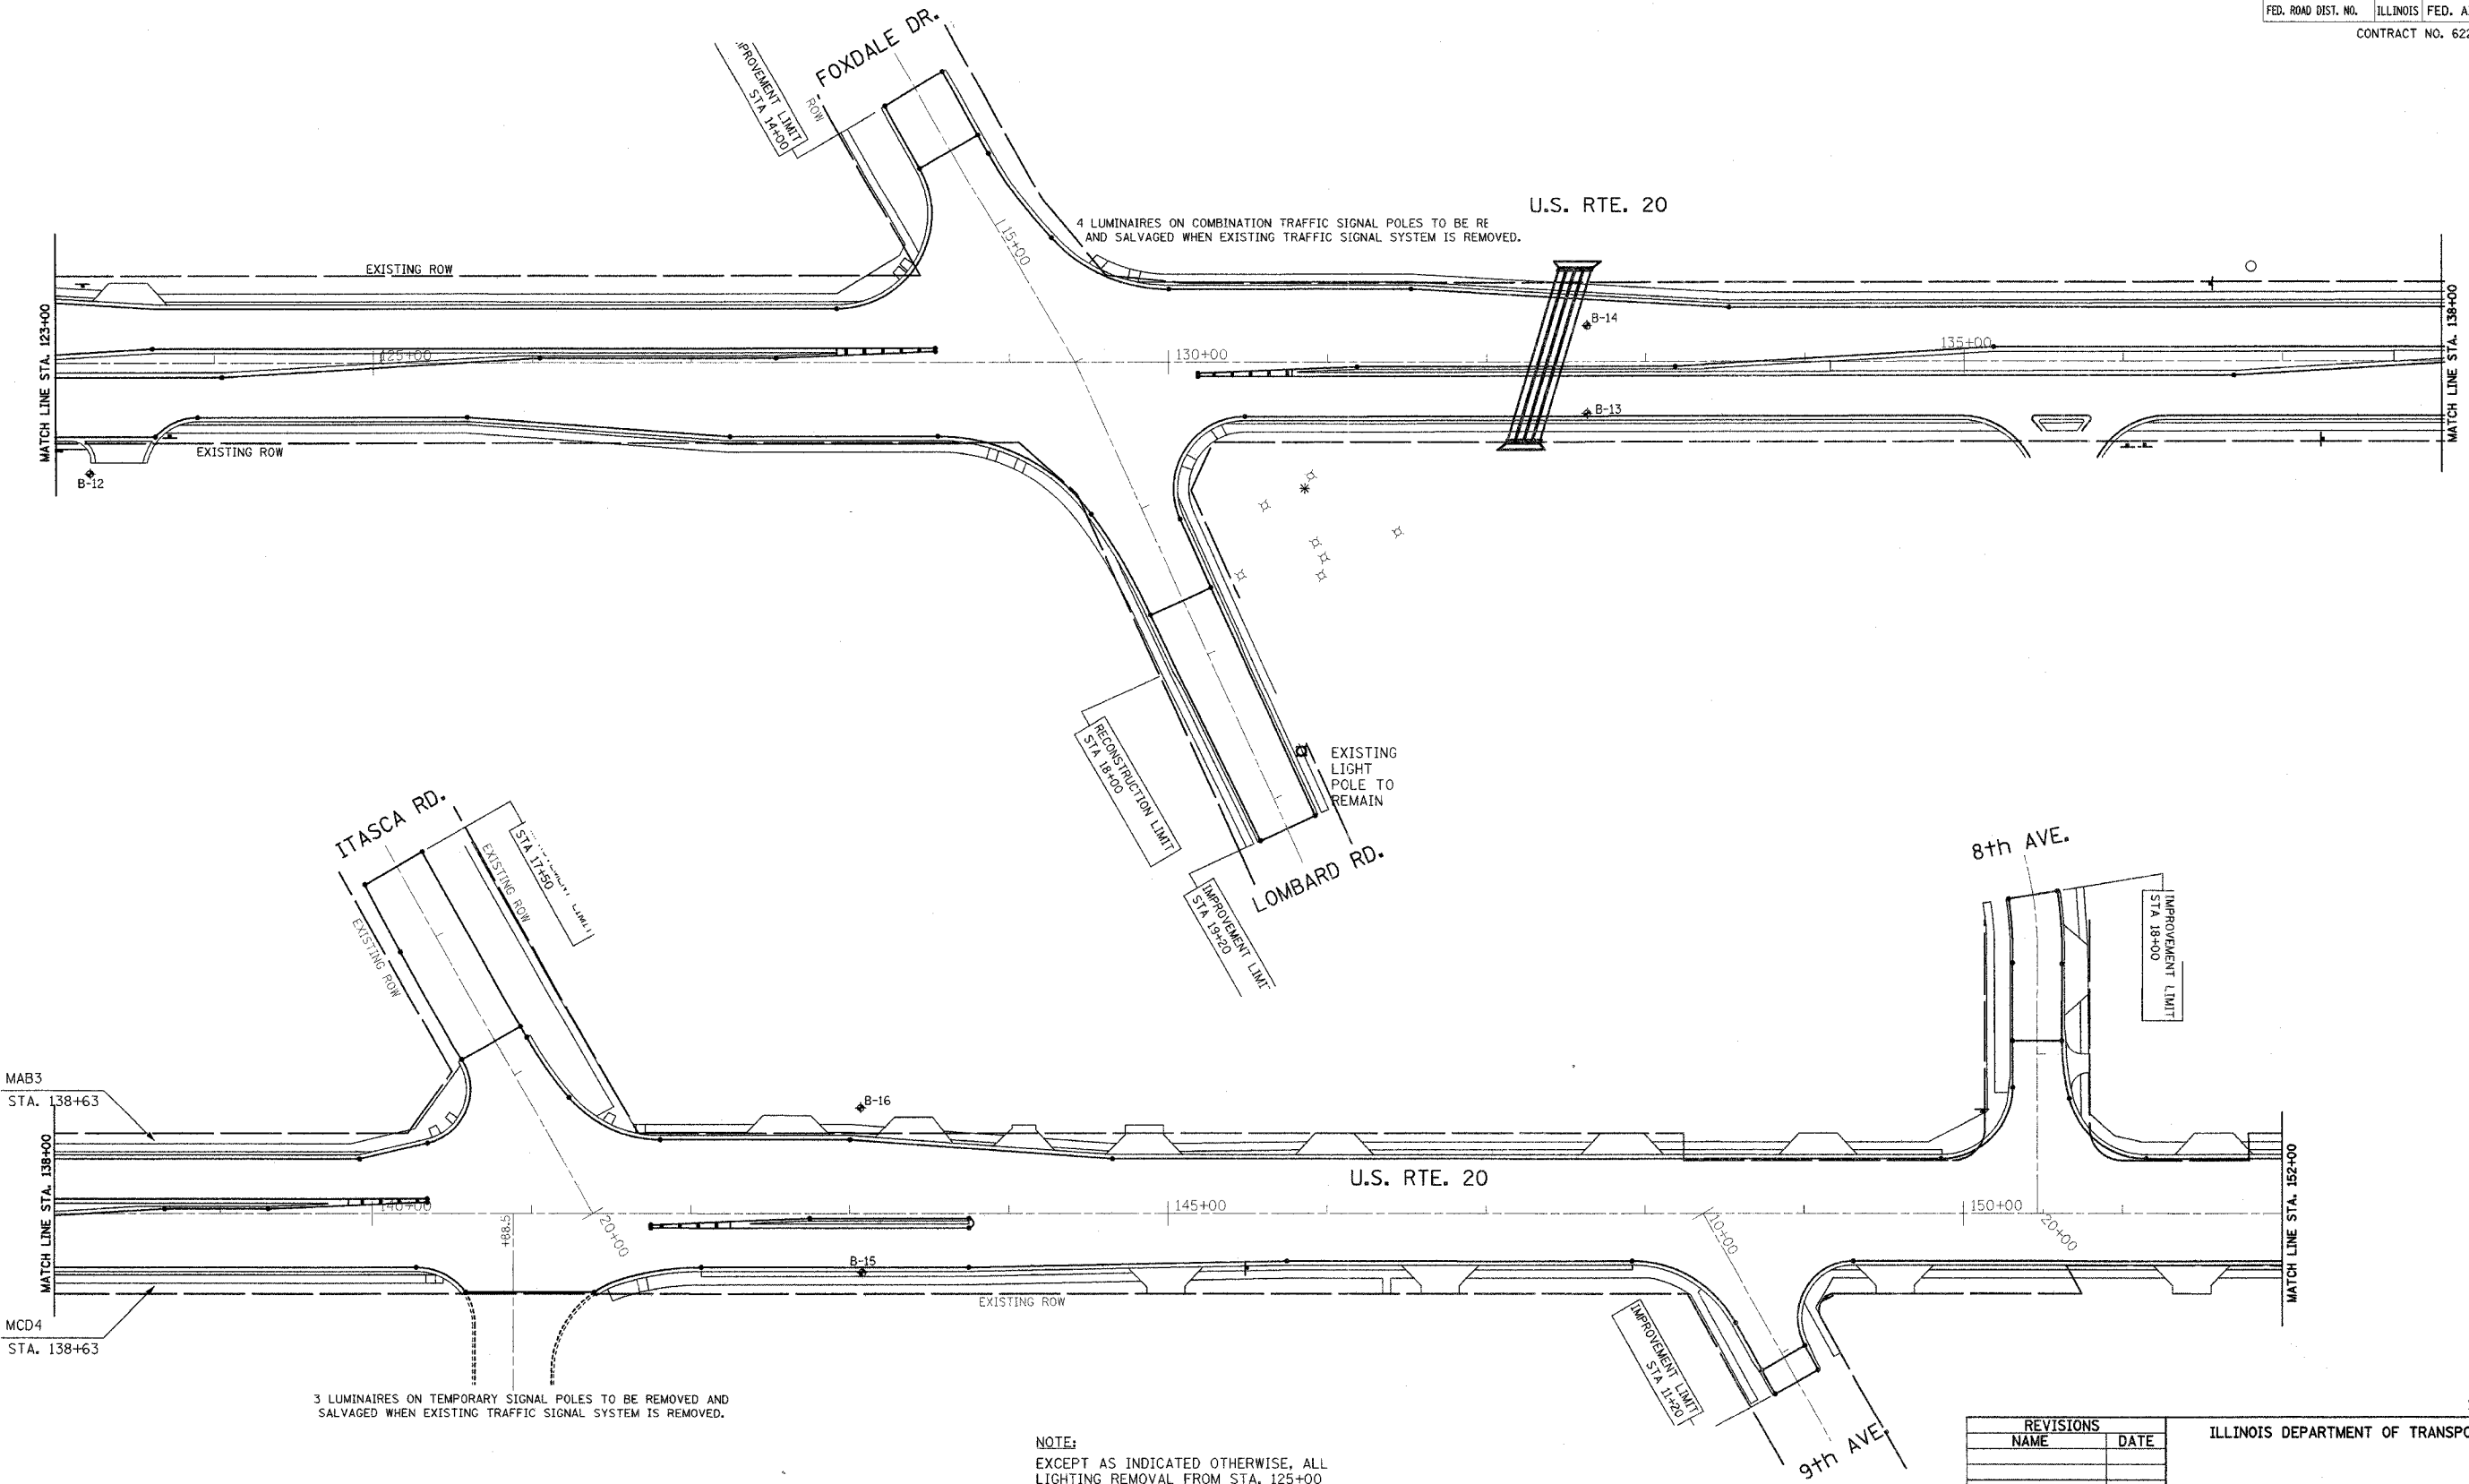 FED. ROAD DIST. NO. ILLINOIS FED.
CONTRACT NO.
FOXDALE DR.
IMPROVEMENT LIMIT
STA 14+00
ROW
15+00
4 LUMINAIRES ON COMBINATION TRAFFIC SIGNAL POLES TO BE
AND SALVAGED WHEN EXISTING TRAFFIC SIGNAL SYSTEM IS REMOVED.
U.S. RTE. 20
EXISTING ROW
MATCH LINE STA. 123+00
125+00
130+00
135+00
MATCH LINE STA. 138+00
B-14
B-13
EXISTING ROW
B-12
RECONSTRUCTION LIMIT
STA 18+00
EXISTING
LIGHT
POLE TO
REMAIN
IMPROVEMENT
STA 19+20
LOMBARD RD.
ITASCA RD.
LIMIT
STA 17+50
EXISTING ROW
EXISTING ROW
8th AVE.
IMPROVEMENT LIMIT
STA 18+00
MAB3
STA. 138+63
MATCH LINE STA. 138+00
B-16
U.S. RTE. 20
140+00
+88.5
20+00
145+00
10+00
150+00
20+00
MATCH LINE STA. 152+00
B-15
EXISTING ROW
MCD4
STA. 138+63
IMPROVEMENT LIMIT
STA 11+20
9th AVE.
3 LUMINAIRES ON TEMPORARY SIGNAL POLES TO BE REMOVED AND
SALVAGED WHEN EXISTING TRAFFIC SIGNAL SYSTEM IS REMOVED.
NOTE:
EXCEPT AS INDICATED OTHERWISE, ALL
LIGHTING REMOVAL FROM STA. 125+00
REVISIONS
NAME DATE
ILLINOIS DEPARTMENT OF